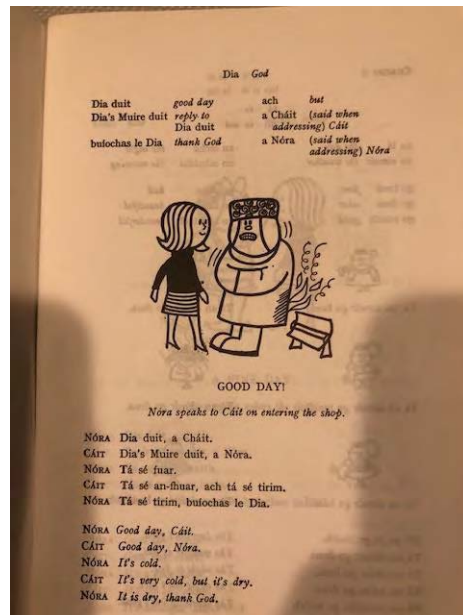 Dia God
Dia duit good day
Dia's Muire duit reply to
Dia duit
buíochas le Dia thank God
ach but
a Cháit (said when
addressing) Cáit
a Nóra (said when
addressing) Nóra
GOOD DAY!
Nóra speaks to Cáit on entering the shop.
NÓRA Dia duit, a Cháit.
CÁIT Dia's Muire duit, a Nóra.
NÓRA Tá sé fuar.
CÁIT Tá sé an-fhuar, ach tá sé tirim.
NÓRA Tá sé tirim, buíochas le Dia.
NÓRA Good day, Cáit.
CÁIT Good day, Nóra.
NÓRA It's cold.
CÁIT It's very cold, but it's dry.
NÓRA It is dry, thank God.